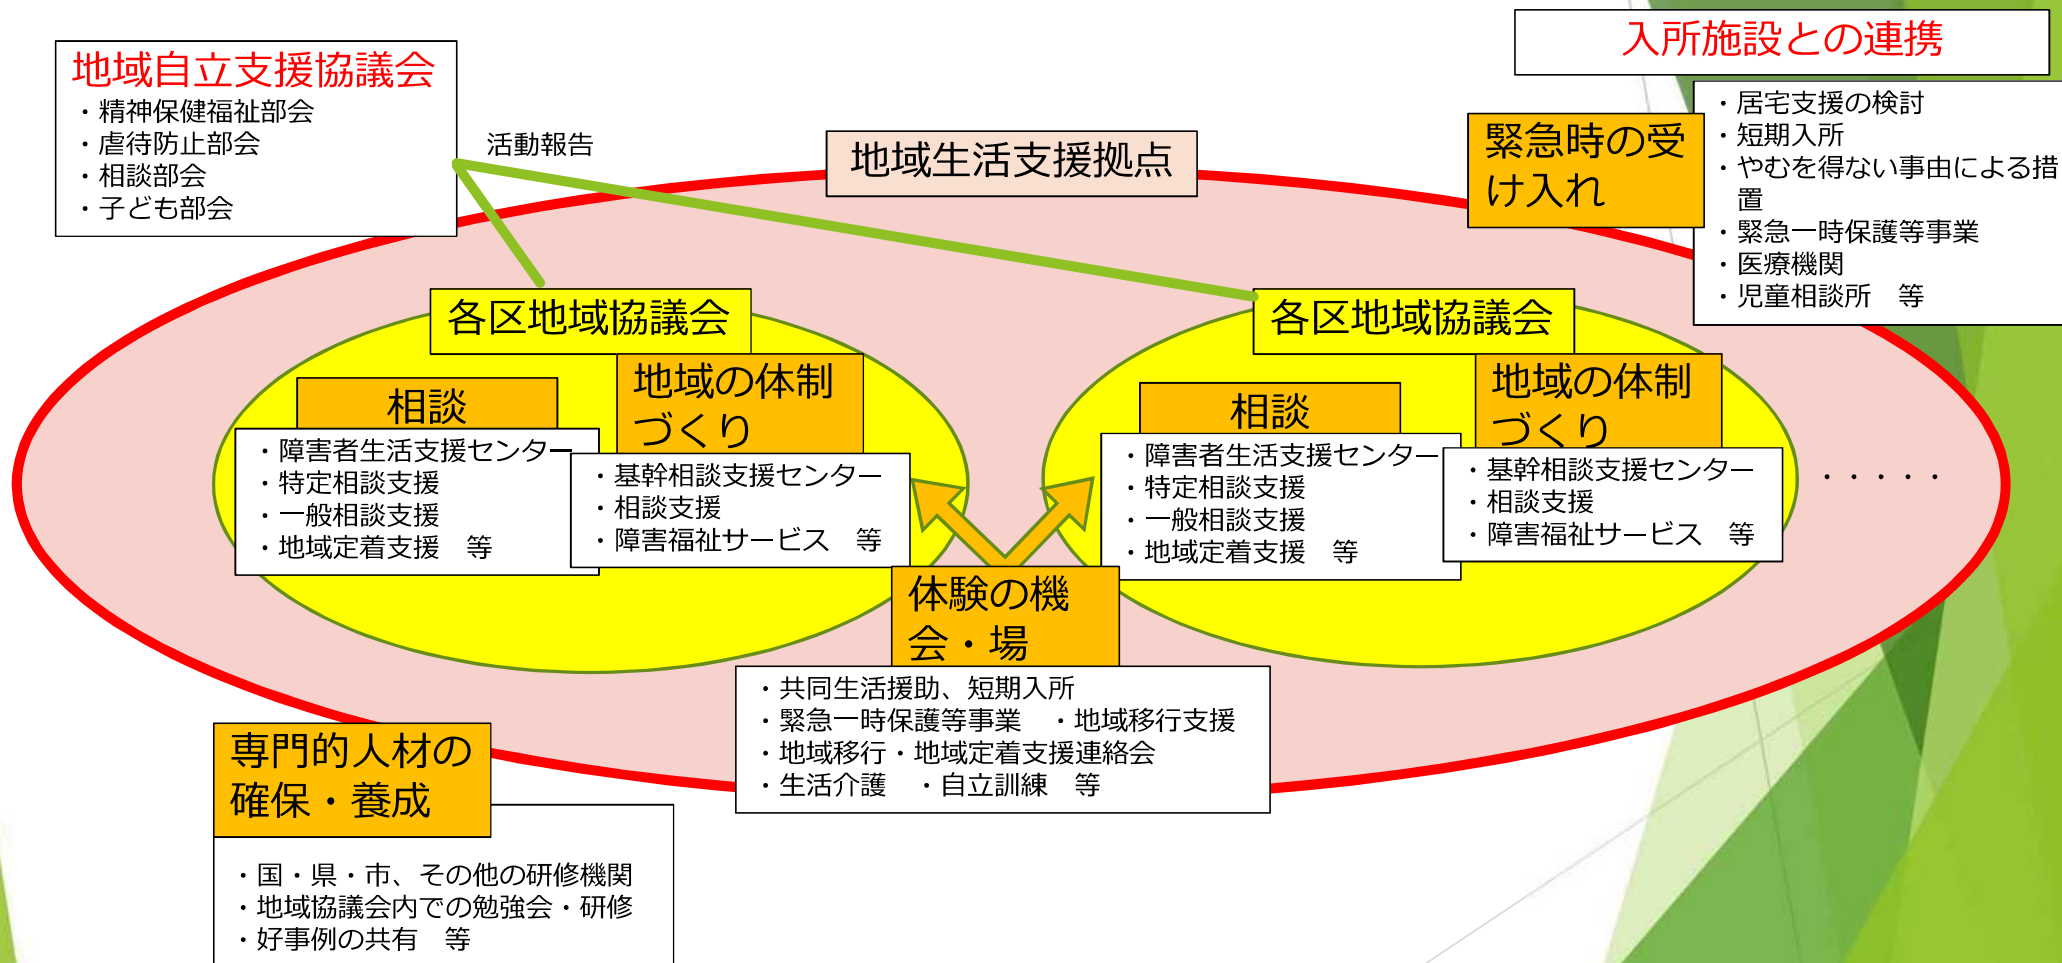 入所施設との連携
地域自立支援協議会
・精神保健福祉部会
・虐待防止部会
・相談部会
・子ども部会
活動報告
地域生活支援拠点
緊急時の受
け入れ
・居宅支援の検討
・短期入所
・やむを得ない事由による措
置
・緊急一時保護等事業
・医療機関
・児童相談所　等
各区地域協議会
相談
・障害者生活支援センター
・特定相談支援
・一般相談支援
・地域定着支援　等
地域の体制
づくり
・基幹相談支援センター
・相談支援
・障害福祉サービス　等
各区地域協議会
相談
・障害者生活支援センター
・特定相談支援
・一般相談支援
・地域定着支援　等
地域の体制
づくり
・基幹相談支援センター
・相談支援
・障害福祉サービス　等
・・・・・
体験の機
会・場
・共同生活援助、短期入所
・緊急一時保護等事業　・地域移行支援
・地域移行・地域定着支援連絡会
・生活介護　・自立訓練　等
専門的人材の
確保・養成
・国・県・市、その他の研修機関
・地域協議会内での勉強会・研修
・好事例の共有　等